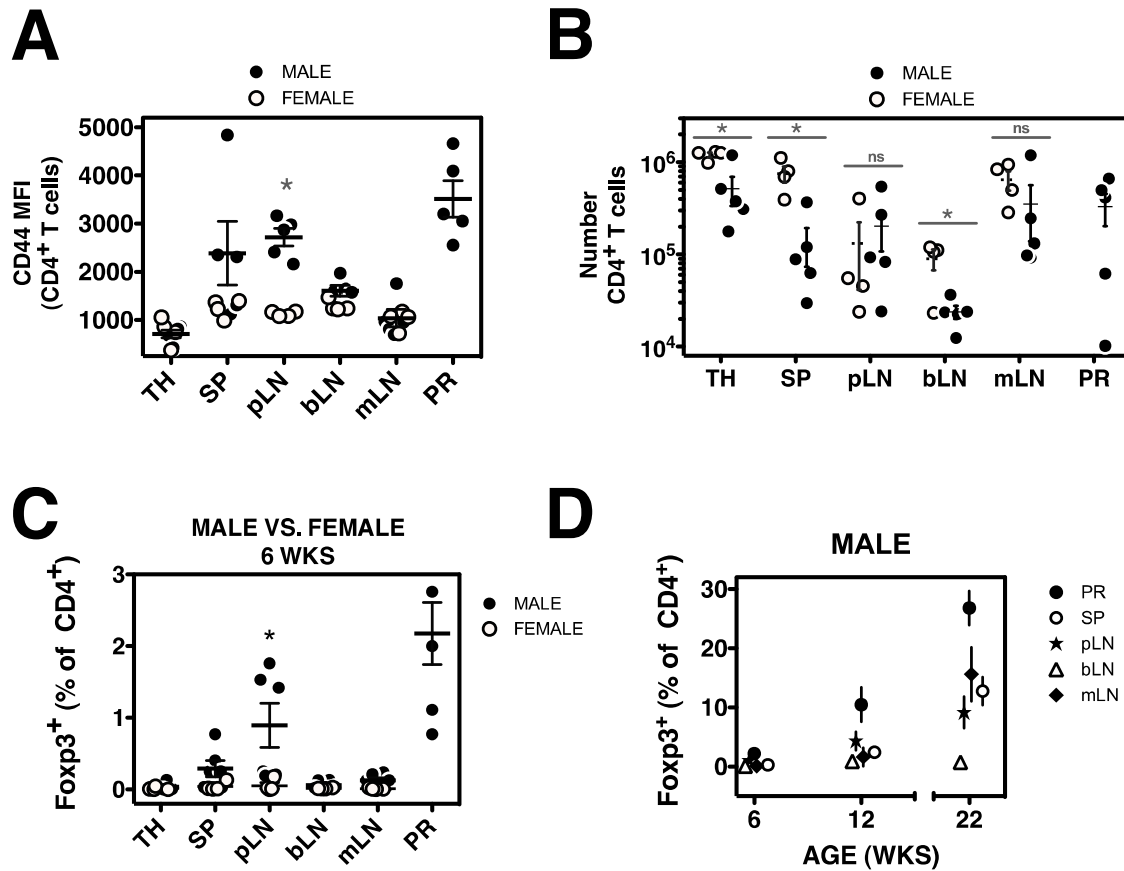 A
MALE
FEMALE
5000
4000
3000
2000
1000
CD44 MFI
(CD4+ T cells)
*
TH
SP
pLN
bLN
mLN
PR
B
MALE
FEMALE
10^6
10^5
10^4
Number
CD4+ T cells
*
*
ns
*
ns
TH
SP
pLN
bLN
mLN
PR
C
MALE VS. FEMALE
6 WKS
3
2
1
0
Foxp3+ (% of CD4+)
*
MALE
FEMALE
TH
SP
pLN
bLN
mLN
PR
D
MALE
30
20
10
0
Foxp3+ (% of CD4+)
PR
SP
pLN
bLN
mLN
6
12
22
AGE (WKS)